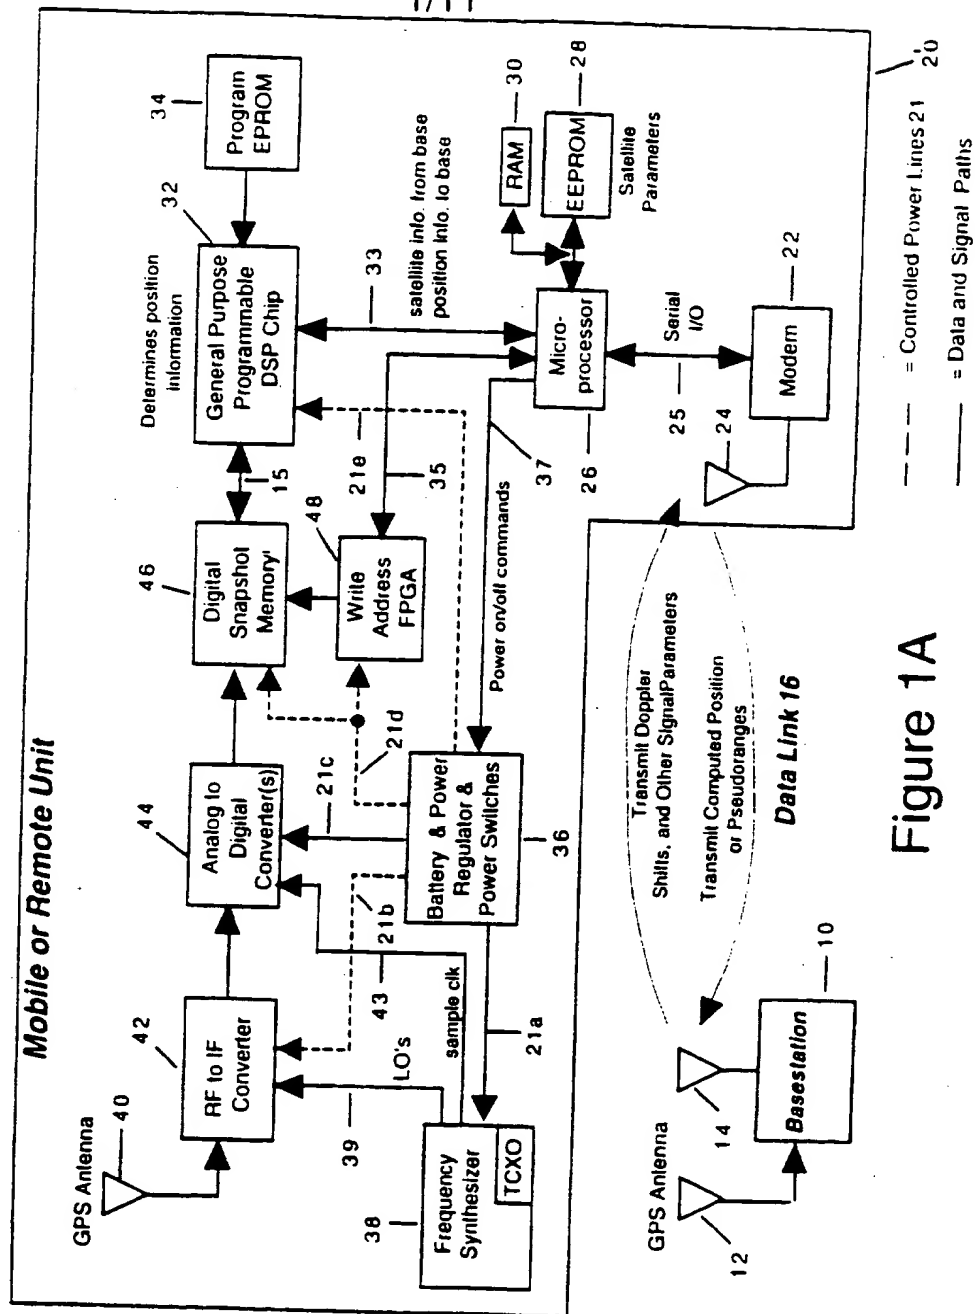 1/11
Mobile or Remote Unit
GPS Antenna
40
42
RF to IF
Converter
44
Analog to
Digital
Converter(s)
46
Digital
Snapshot
Memory
15
Determines position
Information
32
General Purpose
Programmable
DSP Chip
34
Program
EPROM
39
LO's
43
sample clk
21b
21c
21d
48
Write
Address
FPGA
21e
35
33
satellite info. from base
position info. to base
38
Frequency
Synthesizer
TCXO
21a
Battery & Power
Regulator &
Power Switches
36
Power on/off commands
37
26
Micro-
processor
RAM
30
EEPROM
28
Satellite
Parameters
25
Serial
I/O
24
Modem
22
20
GPS Antenna
12
14
Basestation
10
Transmit Doppler
Shifts, and Other SignalParameters
Transmit Computed Position
or Pseudoranges
Data Link 16
= Controlled Power Lines 21
= Data and Signal Paths
Figure 1A